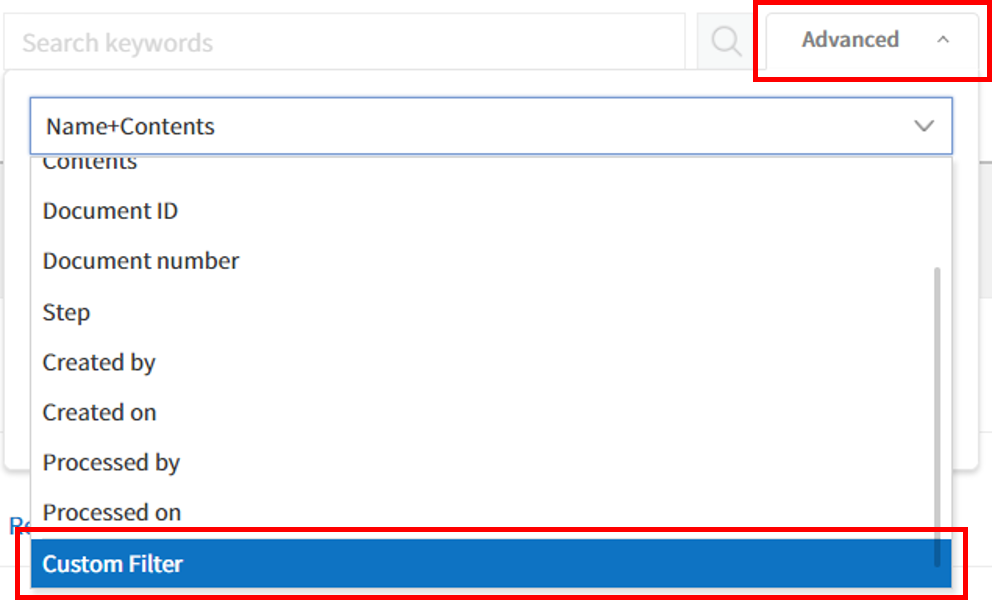 Search keywords
Advanced
Name+Contents
Contents
Document ID
Document number
Step
Created by
Created on
Processed by
Processed on
Custom Filter